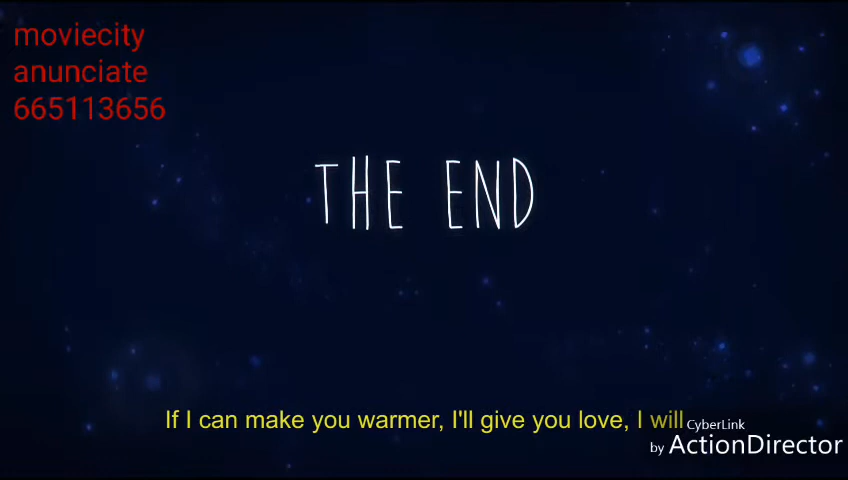 moviecity
anunciate
665113656
THE END
If I can make you warmer, I'll give you love, I will
CyberLink
by ActionDirector